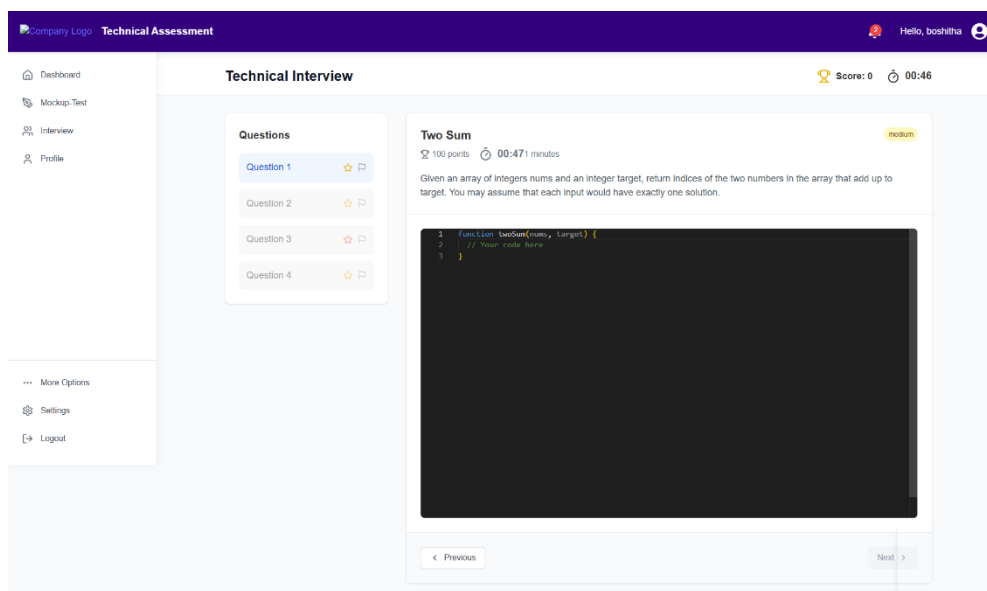 Company Logo Technical Assessment
2
Hello, boshitha
Dashboard
Mockup-Test
Interview
Profile
More Options
Settings
Logout
Technical Interview
Score: 0 00:46
Questions
Question 1
Question 2
Question 3
Question 4
Two Sum
medium
100 points 00:47 1 minutes
Given an array of integers nums and an integer target, return indices of the two numbers in the array that add up to
target. You may assume that each input would have exactly one solution.
1 function twoSum(nums, target) {
2 // Your code here
3 }
< Previous
Next >